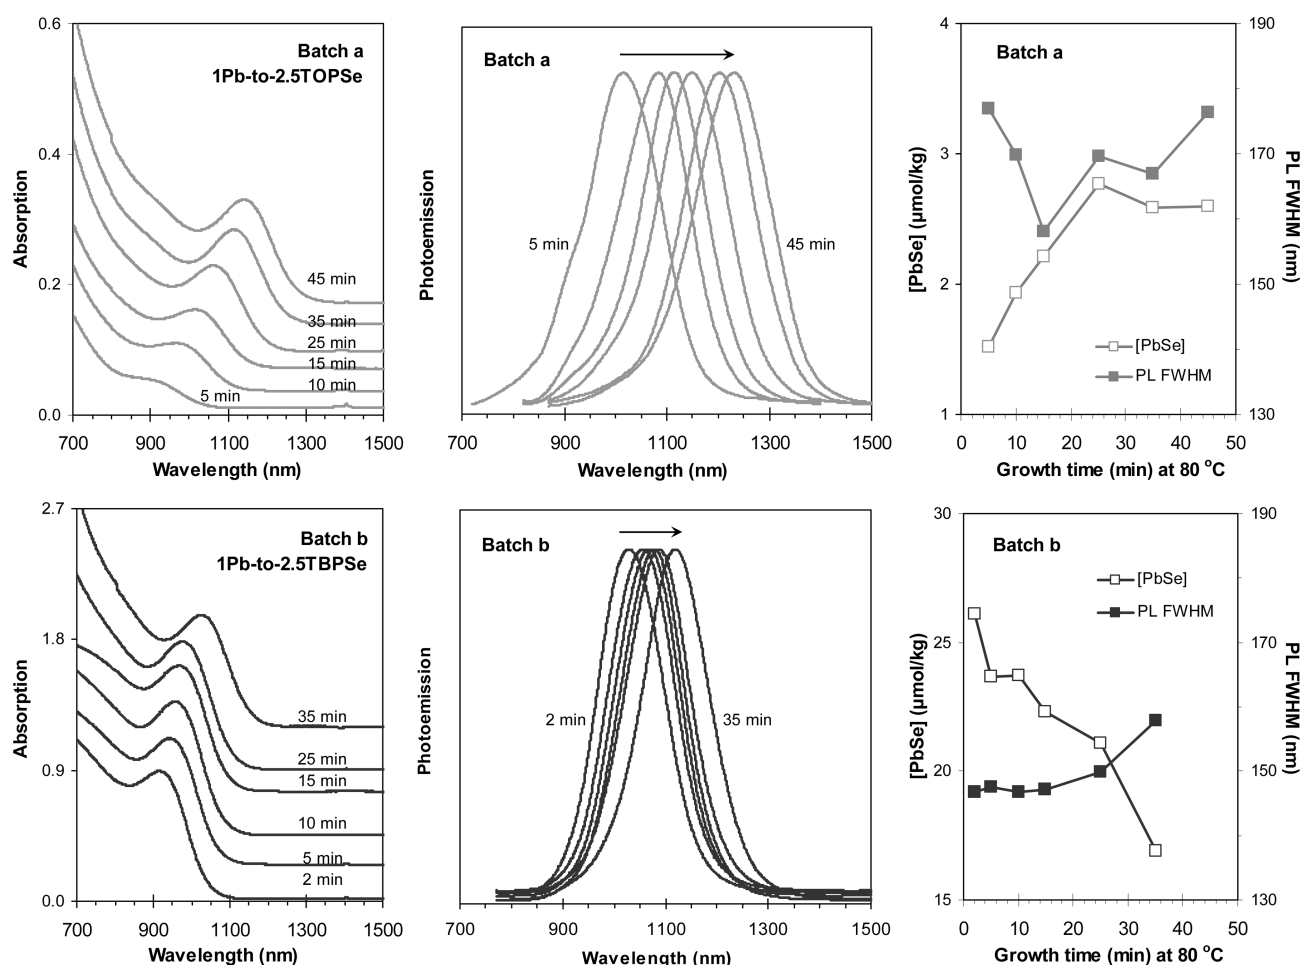 Batch a
1Pb-to-2.5TOPSe
0.6
0.4
0.2
0.0
Absorption
45 min
35 min
25 min
15 min
10 min
5 min
700 900 1100 1300 1500
Wavelength (nm)
Batch a
Photoemission
5 min
45 min
700 900 1100 1300 1500
Wavelength (nm)
Batch a
4
3
2
1
[PbSe] (µmol/kg)
190
170
150
130
PL FWHM (nm)
[PbSe]
PL FWHM
0 10 20 30 40 50
Growth time (min) at 80 °C
Batch b
1Pb-to-2.5TBPSe
2.7
1.8
0.9
0.0
Absorption
35 min
25 min
15 min
10 min
5 min
2 min
700 900 1100 1300 1500
Wavelength (nm)
Batch b
Photoemission
2 min
35 min
700 900 1100 1300 1500
Wavelength (nm)
Batch b
30
25
20
15
[PbSe] (µmol/kg)
190
170
150
130
PL FWHM (nm)
[PbSe]
PL FWHM
0 10 20 30 40 50
Growth time (min) at 80 °C